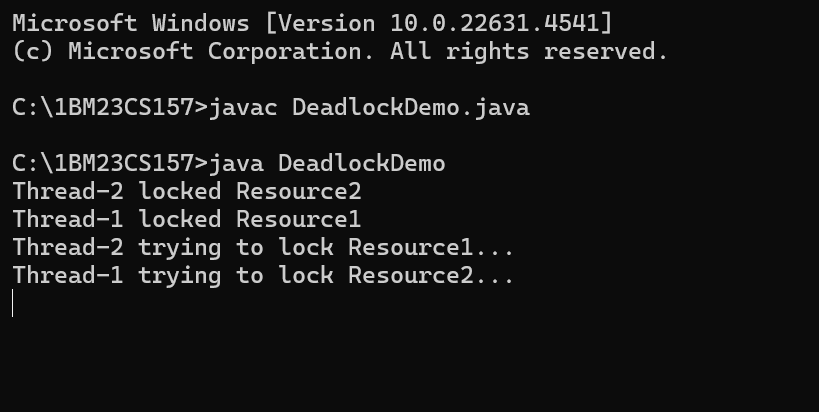 Microsoft Windows [Version 10.0.22631.4541]
(c) Microsoft Corporation. All rights reserved.
C:\1BM23CS157>javac DeadlockDemo.java
C:\1BM23CS157>java DeadlockDemo
Thread-2 locked Resource2
Thread-1 locked Resource1
Thread-2 trying to lock Resource1...
Thread-1 trying to lock Resource2...